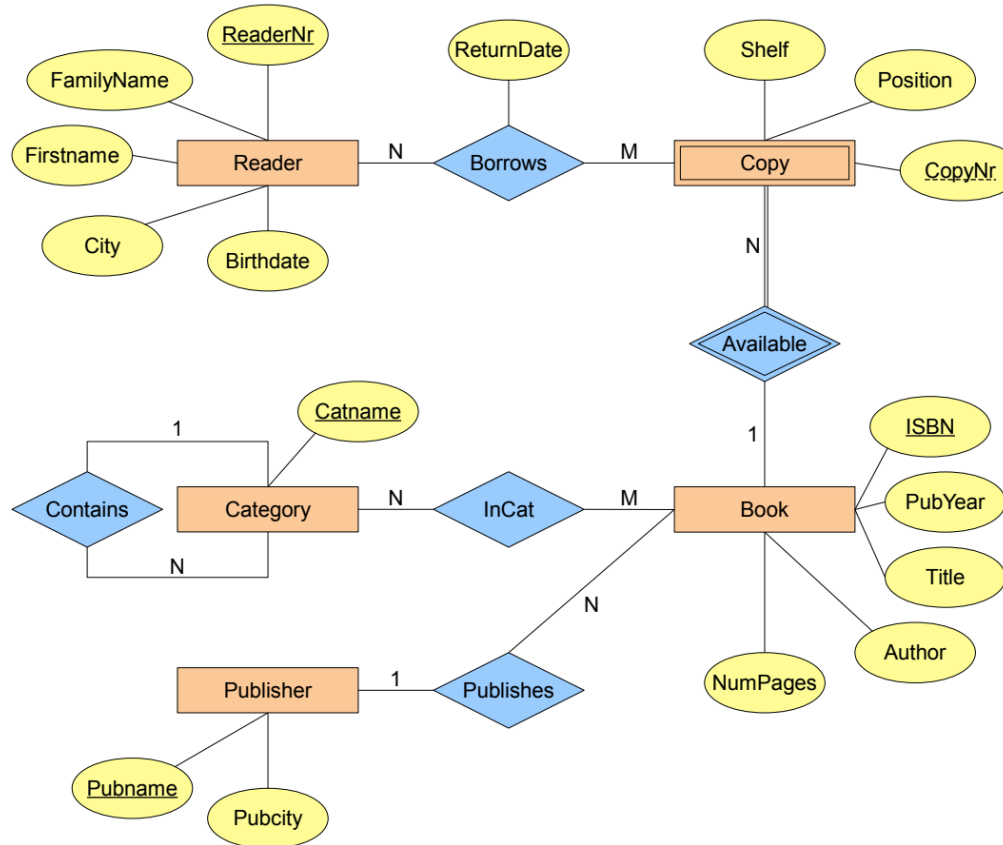 ReaderNr
ReturnDate
Shelf
FamilyName
Position
Firstname
Reader
N
Borrows
M
Copy
CopyNr
City
Birthdate
N
Available
Catname
1
1
ISBN
Contains
Category
N
InCat
M
Book
PubYear
N
Title
N
Author
Publisher
1
Publishes
NumPages
Pubname
Pubcity